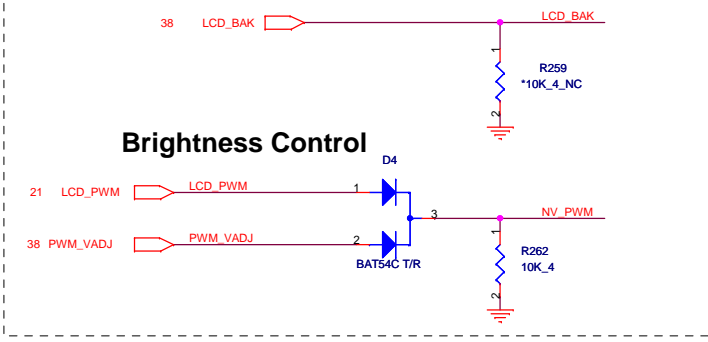 38 LCD_BAK LCD_BAK
1
R259
*10K_4_NC
2
Brightness Control
D4
21 LCD_PWM LCD_PWM 1
3 NV_PWM
38 PWM_VADJ PWM_VADJ 2
1
BAT54C T/R
R262
10K_4
2